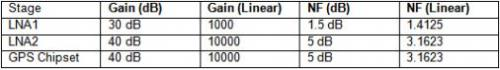 Stage Gain (dB) Gain (Linear) NF (dB) NF (Linear)
LNA1 30 dB 1000 1.5 dB 1.4125
LNA2 40 dB 10000 5 dB 3.1623
GPS Chipset 40 dB 10000 5 dB 3.1623